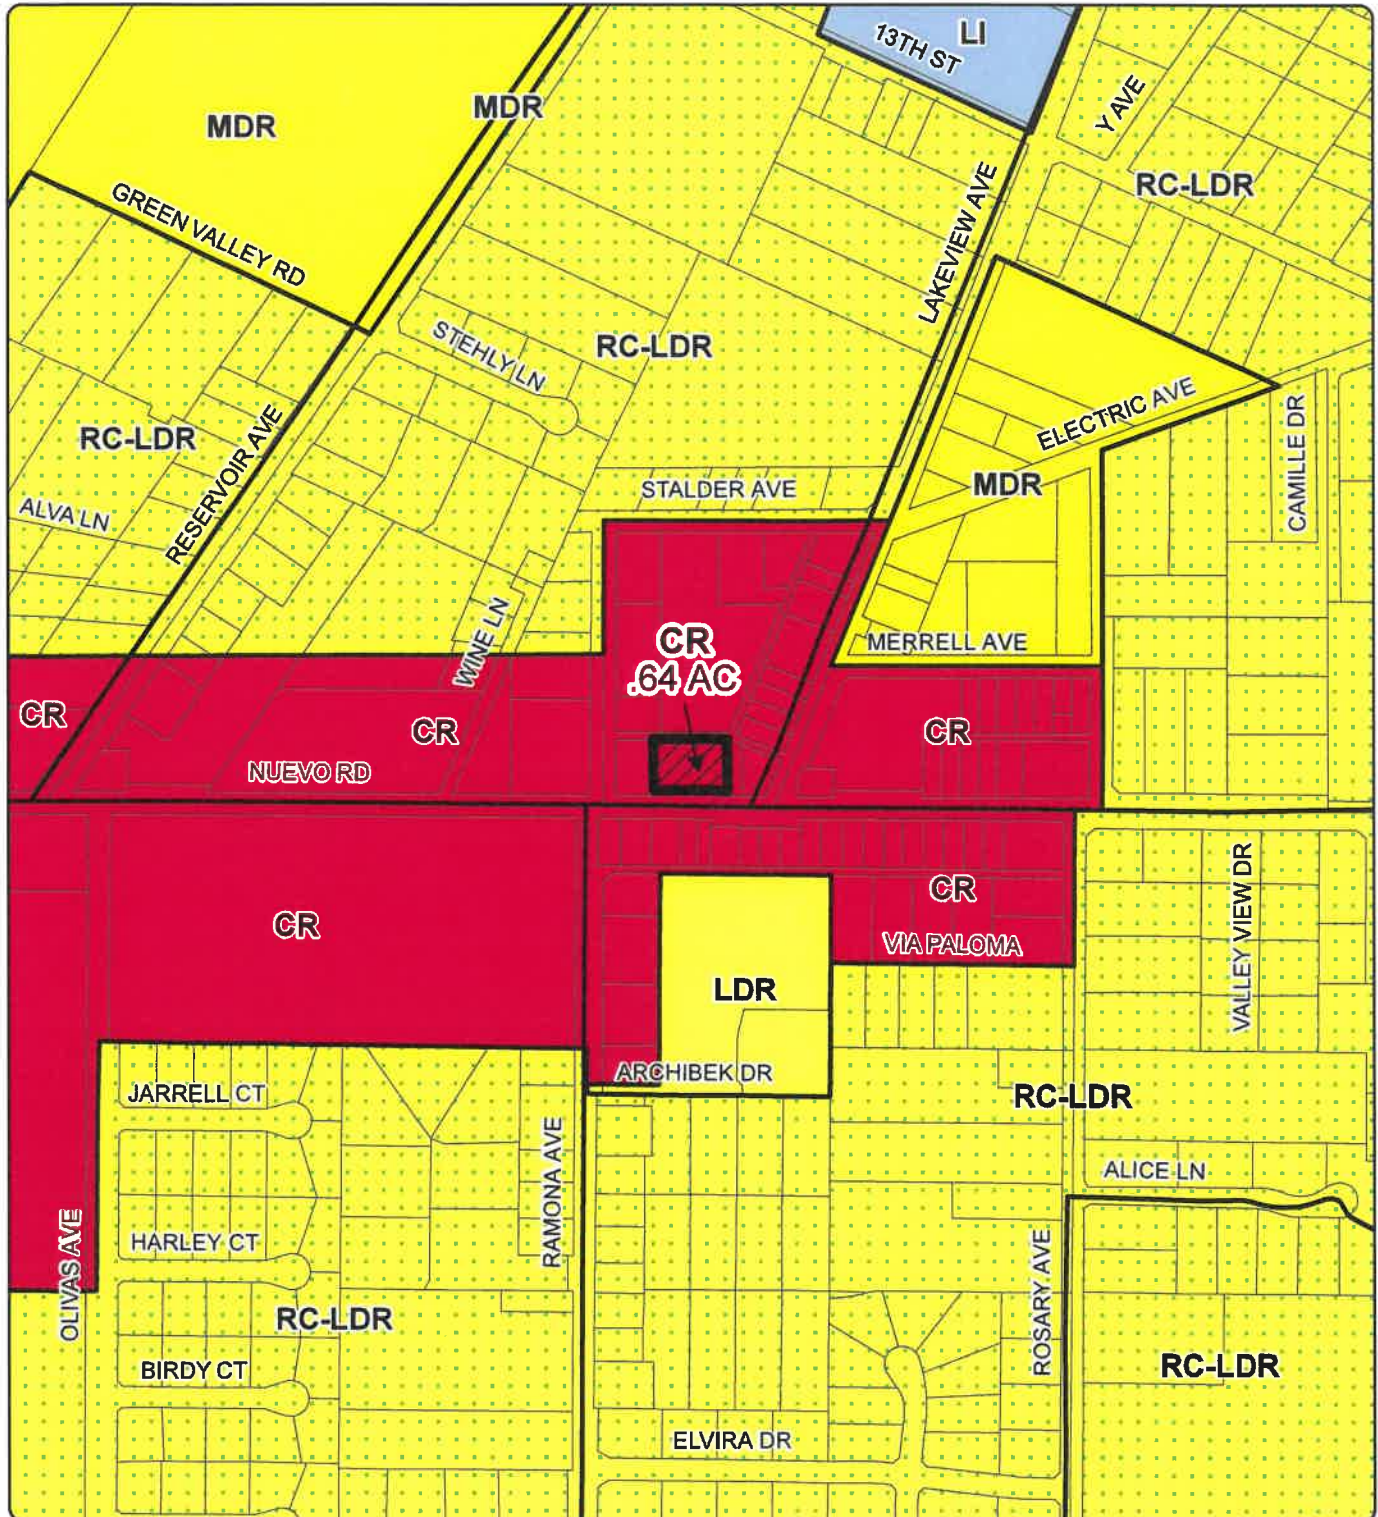 LI
13TH ST
MDR
MDR
Y AVE
RC-LDR
GREEN VALLEY RD
LAKEVIEW AVE
STEHLY LN
RC-LDR
ELECTRIC AVE
CAMILLE DR
RC-LDR
RESERVOIR AVE
STALDER AVE
MDR
ALVA LN
WINE LN
CR
.64 AC
MERRELL AVE
CR
CR
CR
NUEVO RD
CR
CR
VIA PALOMA
VALLEY VIEW DR
LDR
ARCHIBEK DR
JARRELL CT
RC-LDR
RAMONA AVE
ALICE LN
OLIVAS AVE
HARLEY CT
ROSARY AVE
RC-LDR
BIRDY CT
RC-LDR
ELVIRA DR